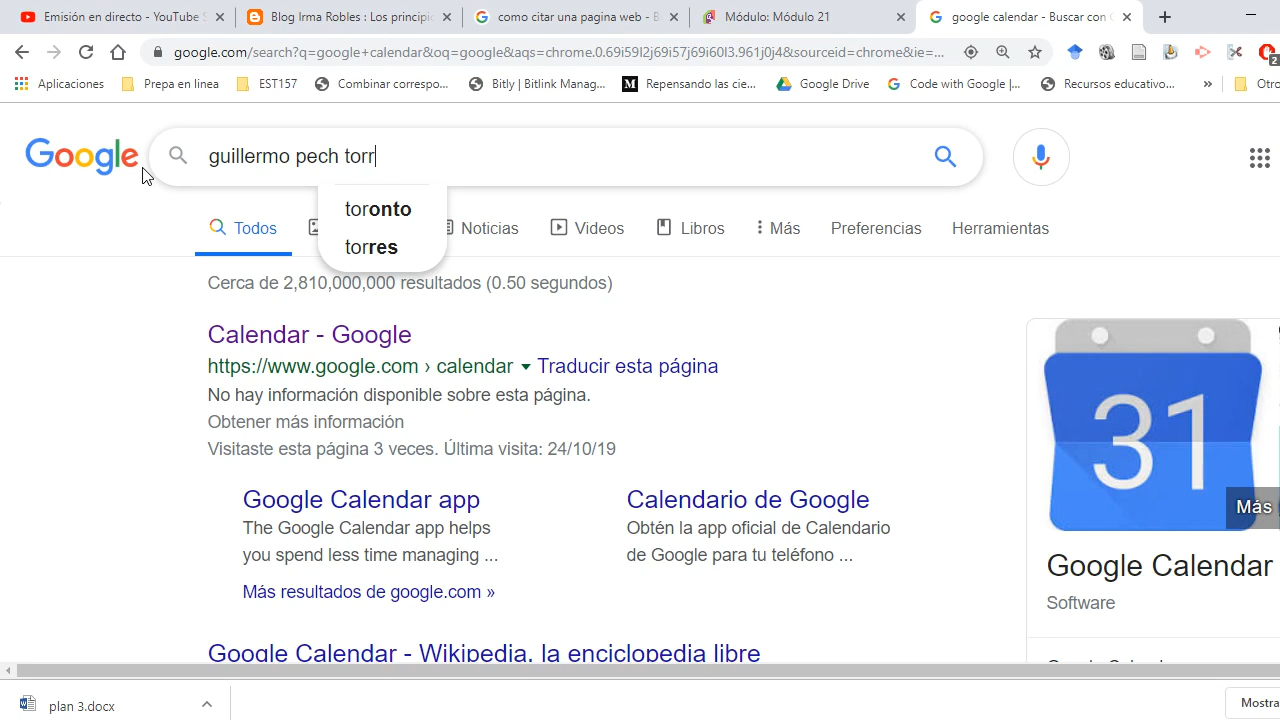 Emisión en directo - YouTube S
Blog Irma Robles : Los principio
como citar una pagina web - B
Módulo: Módulo 21
google calendar - Buscar con G
google.com/search?q=google+calendar&oq=google&aqs=chrome.0.69i59l2j69i57j69i60l3.961j0j4&sourceid=chrome&ie=...
2
Aplicaciones
Prepa en linea
EST157
Combinar correspo...
Bitly | Bitlink Manag...
Repensando las cie...
Google Drive
Code with Google |...
Recursos educativo...
»
Otro
Google
guillermo pech torr
toronto
torres
Todos
Noticias
Videos
Libros
Más
Preferencias
Herramientas
Cerca de 2,810,000,000 resultados (0.50 segundos)
Calendar - Google
https://www.google.com › calendar ▾ Traducir esta página
No hay información disponible sobre esta página.
Obtener más información
Visitaste esta página 3 veces. Última visita: 24/10/19
Google Calendar app
The Google Calendar app helps
you spend less time managing ...
Calendario de Google
Obtén la app oficial de Calendario
de Google para tu teléfono ...
Más resultados de google.com »
Google Calendar - Wikipedia, la enciclopedia libre
31
Más
Google Calendar
Software
plan 3.docx
Mostra